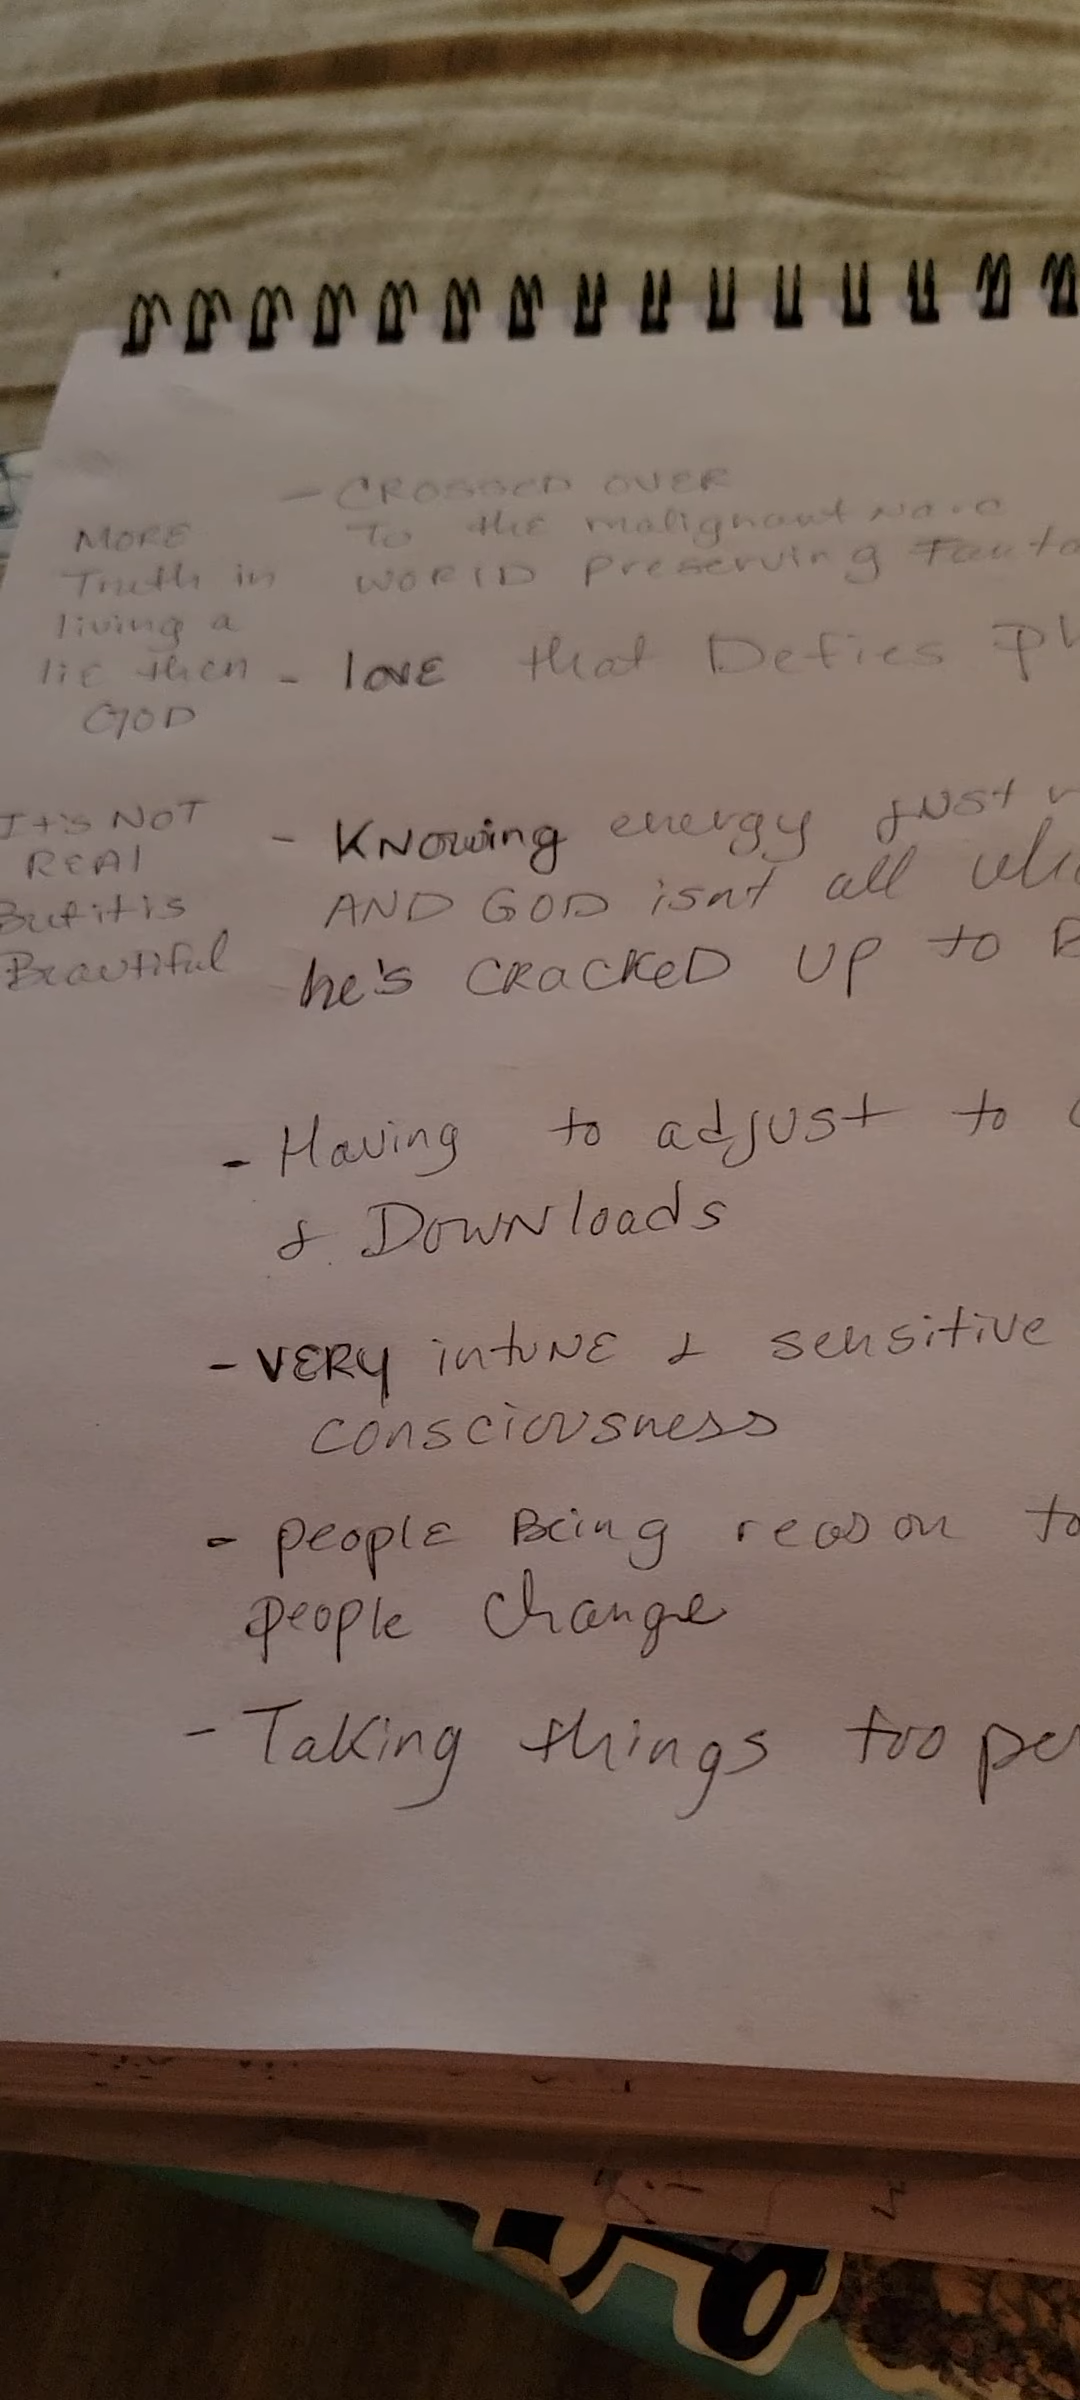 - CROSSED OVER
To the malignant
WORLD Preserving
- love that Defies
- KNowing energy just
AND GOD isn't all
he's CRacKeD UP to
- Having to adjust to
& DOWNloads
- VERY intuNE & sensitive
consciousness
- peoplE Being reason to
people change
- Taking things too
MORE
Truth in
living a
liE then
GOD
It's NOT
REAl
But it is
Beautiful